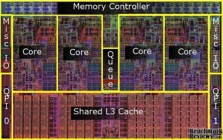 Memory Controller
Misc IO
Core
Core
Queue
Core
Core
Misc IO
QPI 0
Shared L3 Cache
QPI 1